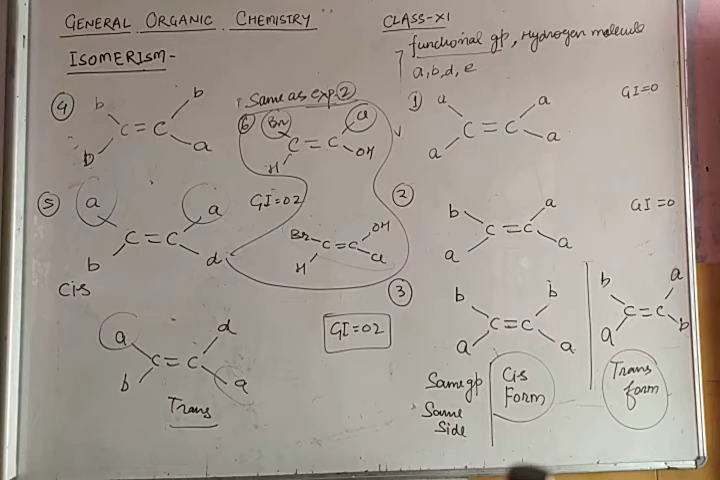 GENERAL ORGANIC CHEMISTRY
CLASS-XI
ISOMERISM-
functional gp, Hydrogen molecule
a, b, d, e
4
b b
C=C
b a
Same as exp. 2
6 Br Cl
C=C
H OH
GI=02
Br OH
C=C
H Cl
1) a a
C=C
a a
GI=0
2 b a
C=C
a a
GI=0
5 a a
C=C
b d
Cis
a d
C=C
b a
Trans
GI=02
3
b b
C=C
a a
b a
C=C
a b
Same gp
Same
Side
Cis
Form
Trans
form